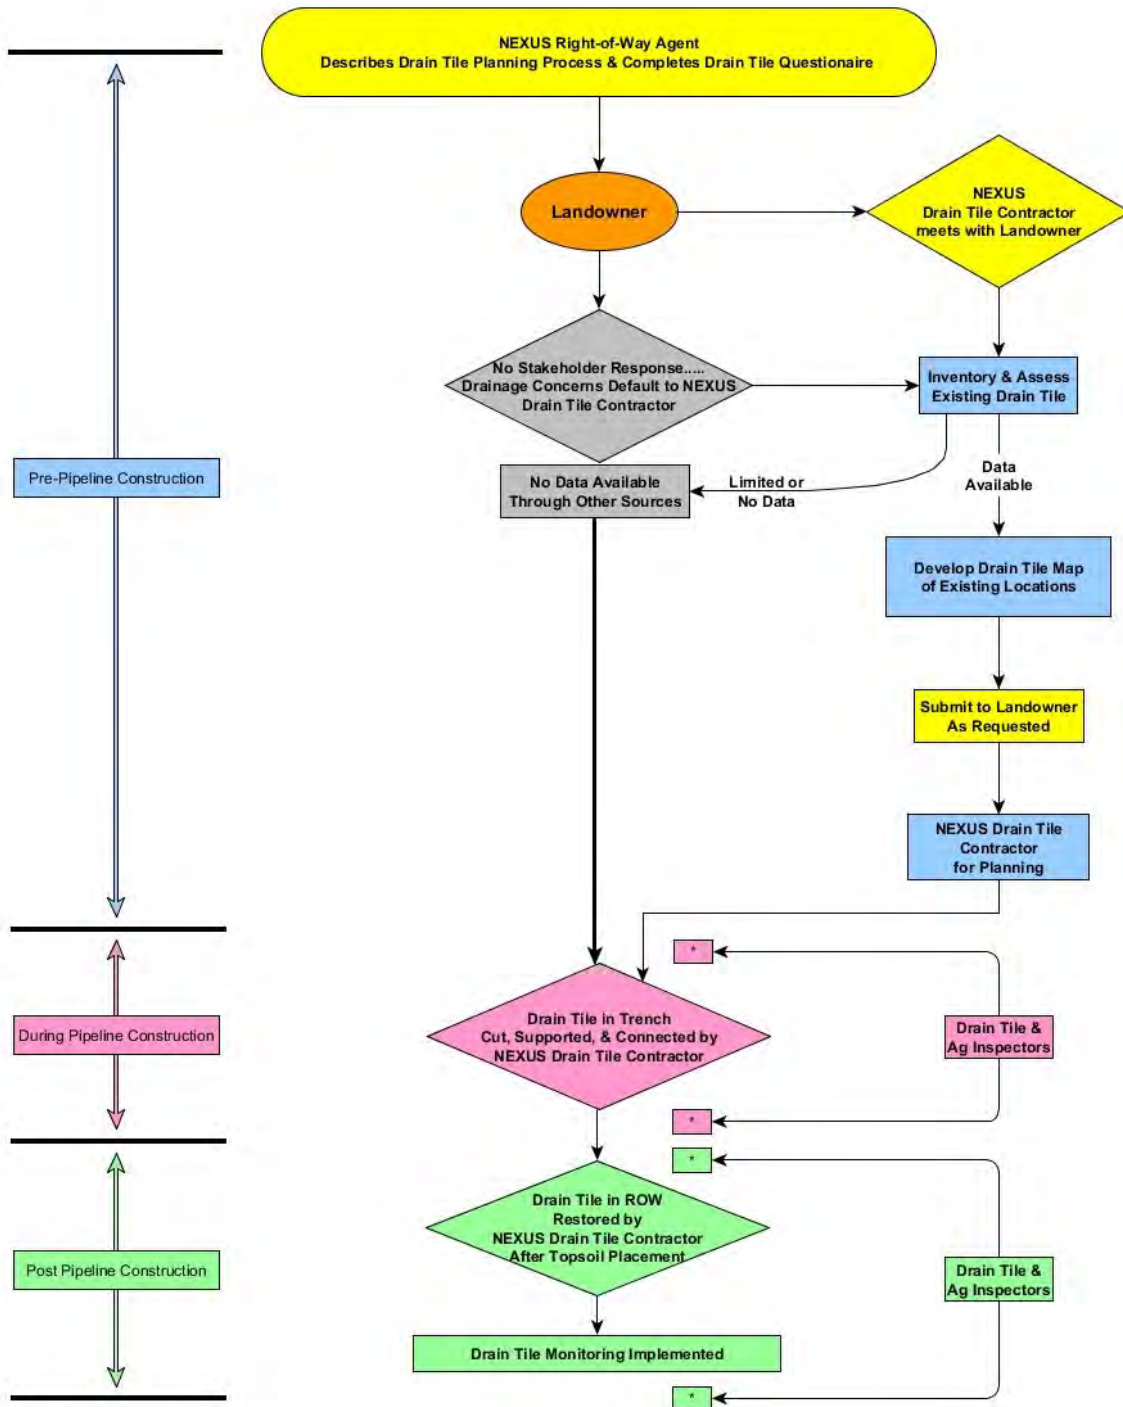 NEXUS Right-of-Way Agent
Describes Drain Tile Planning Process & Completes Drain Tile Questionaire
Landowner
NEXUS
Drain Tile Contractor
meets with Landowner
No Stakeholder Response.....
Drainage Concerns Default to NEXUS
Drain Tile Contractor
Inventory & Assess
Existing Drain Tile
Pre-Pipeline Construction
No Data Available
Through Other Sources
Limited or
No Data
Data
Available
Develop Drain Tile Map
of Existing Locations
Submit to Landowner
As Requested
NEXUS Drain Tile
Contractor
for Planning
*
During Pipeline Construction
Drain Tile in Trench
Cut, Supported, & Connected by
NEXUS Drain Tile Contractor
Drain Tile &
Ag Inspectors
*
*
Post Pipeline Construction
Drain Tile in ROW
Restored by
NEXUS Drain Tile Contractor
After Topsoil Placement
Drain Tile &
Ag Inspectors
Drain Tile Monitoring Implemented
*